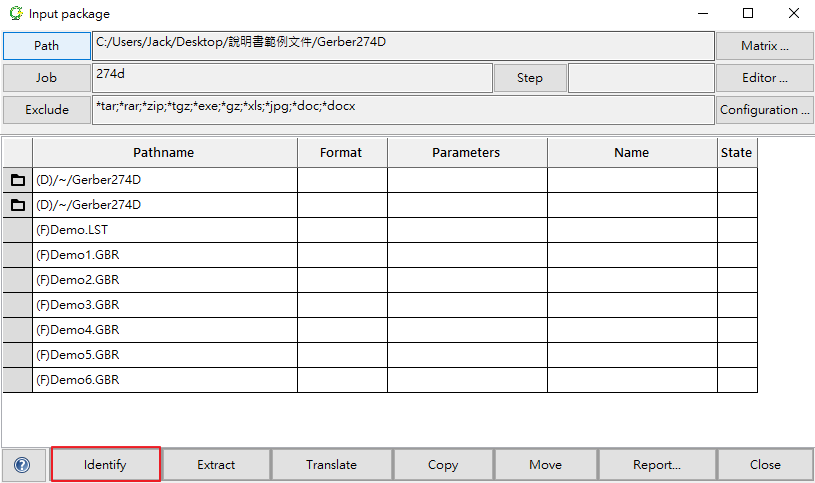 Input package
Path C:/Users/Jack/Desktop/說明書範例文件/Gerber274D Matrix ...
Job 274d Step Editor ...
Exclude *tar;*rar;*zip;*tgz;*exe;*gz;*xls;*jpg;*doc;*docx Configuration ...
Pathname Format Parameters Name State
(D)/~/Gerber274D
(D)/~/Gerber274D
(F)Demo.LST
(F)Demo1.GBR
(F)Demo2.GBR
(F)Demo3.GBR
(F)Demo4.GBR
(F)Demo5.GBR
(F)Demo6.GBR
? Identify Extract Translate Copy Move Report... Close